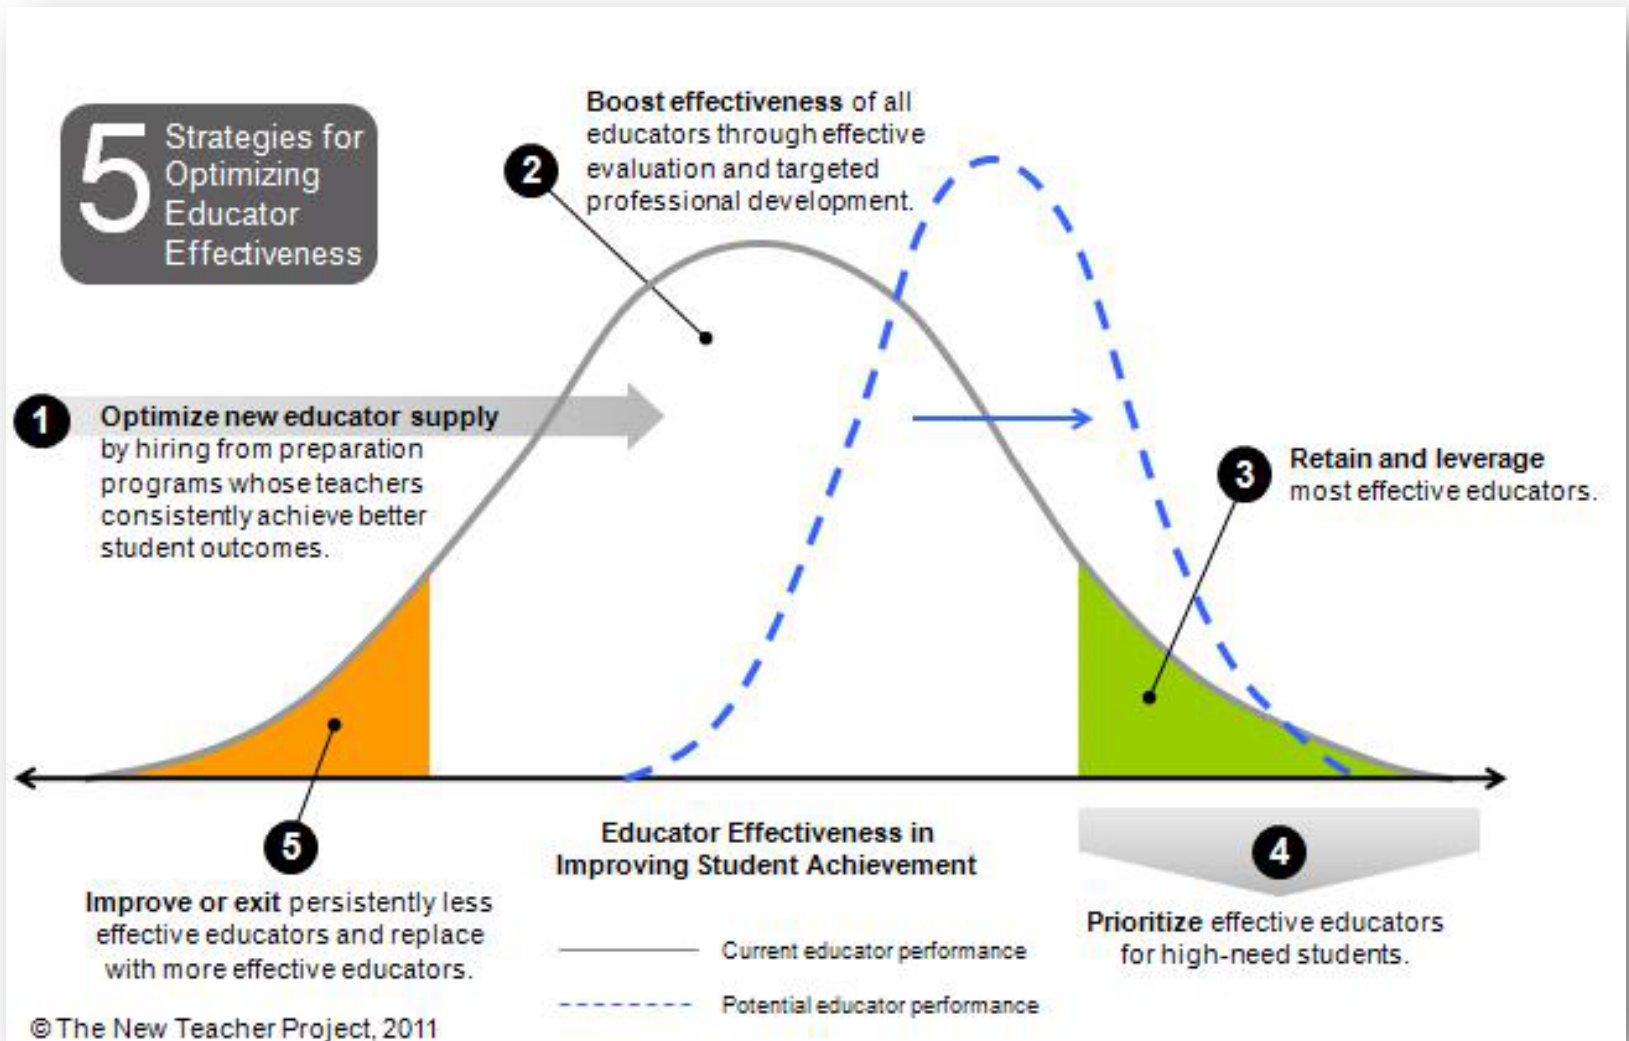 5
Strategies for
Optimizing
Educator
Effectiveness
2
Boost effectiveness of all
educators through effective
evaluation and targeted
professional development.
1
Optimize new educator supply
by hiring from preparation
programs whose teachers
consistently achieve better
student outcomes.
3
Retain and leverage
most effective educators.
5
Improve or exit persistently less
effective educators and replace
with more effective educators.
Educator Effectiveness in
Improving Student Achievement
Current educator performance
Potential educator performance
4
Prioritize effective educators
for high-need students.
© The New Teacher Project, 2011